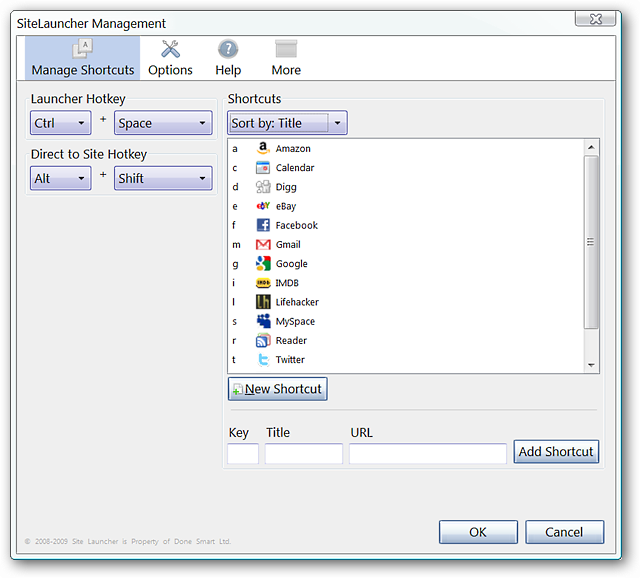 SiteLauncher Management
Manage Shortcuts Options Help More
Launcher Hotkey
Ctrl + Space
Direct to Site Hotkey
Alt + Shift
Shortcuts
Sort by: Title
a Amazon
c Calendar
d Digg
e eBay
f Facebook
m Gmail
g Google
i IMDB
l Lifehacker
s MySpace
r Reader
t Twitter
New Shortcut
Key Title URL
Add Shortcut
OK Cancel
© 2008-2009 Site Launcher is Property of Done Smart Ltd.